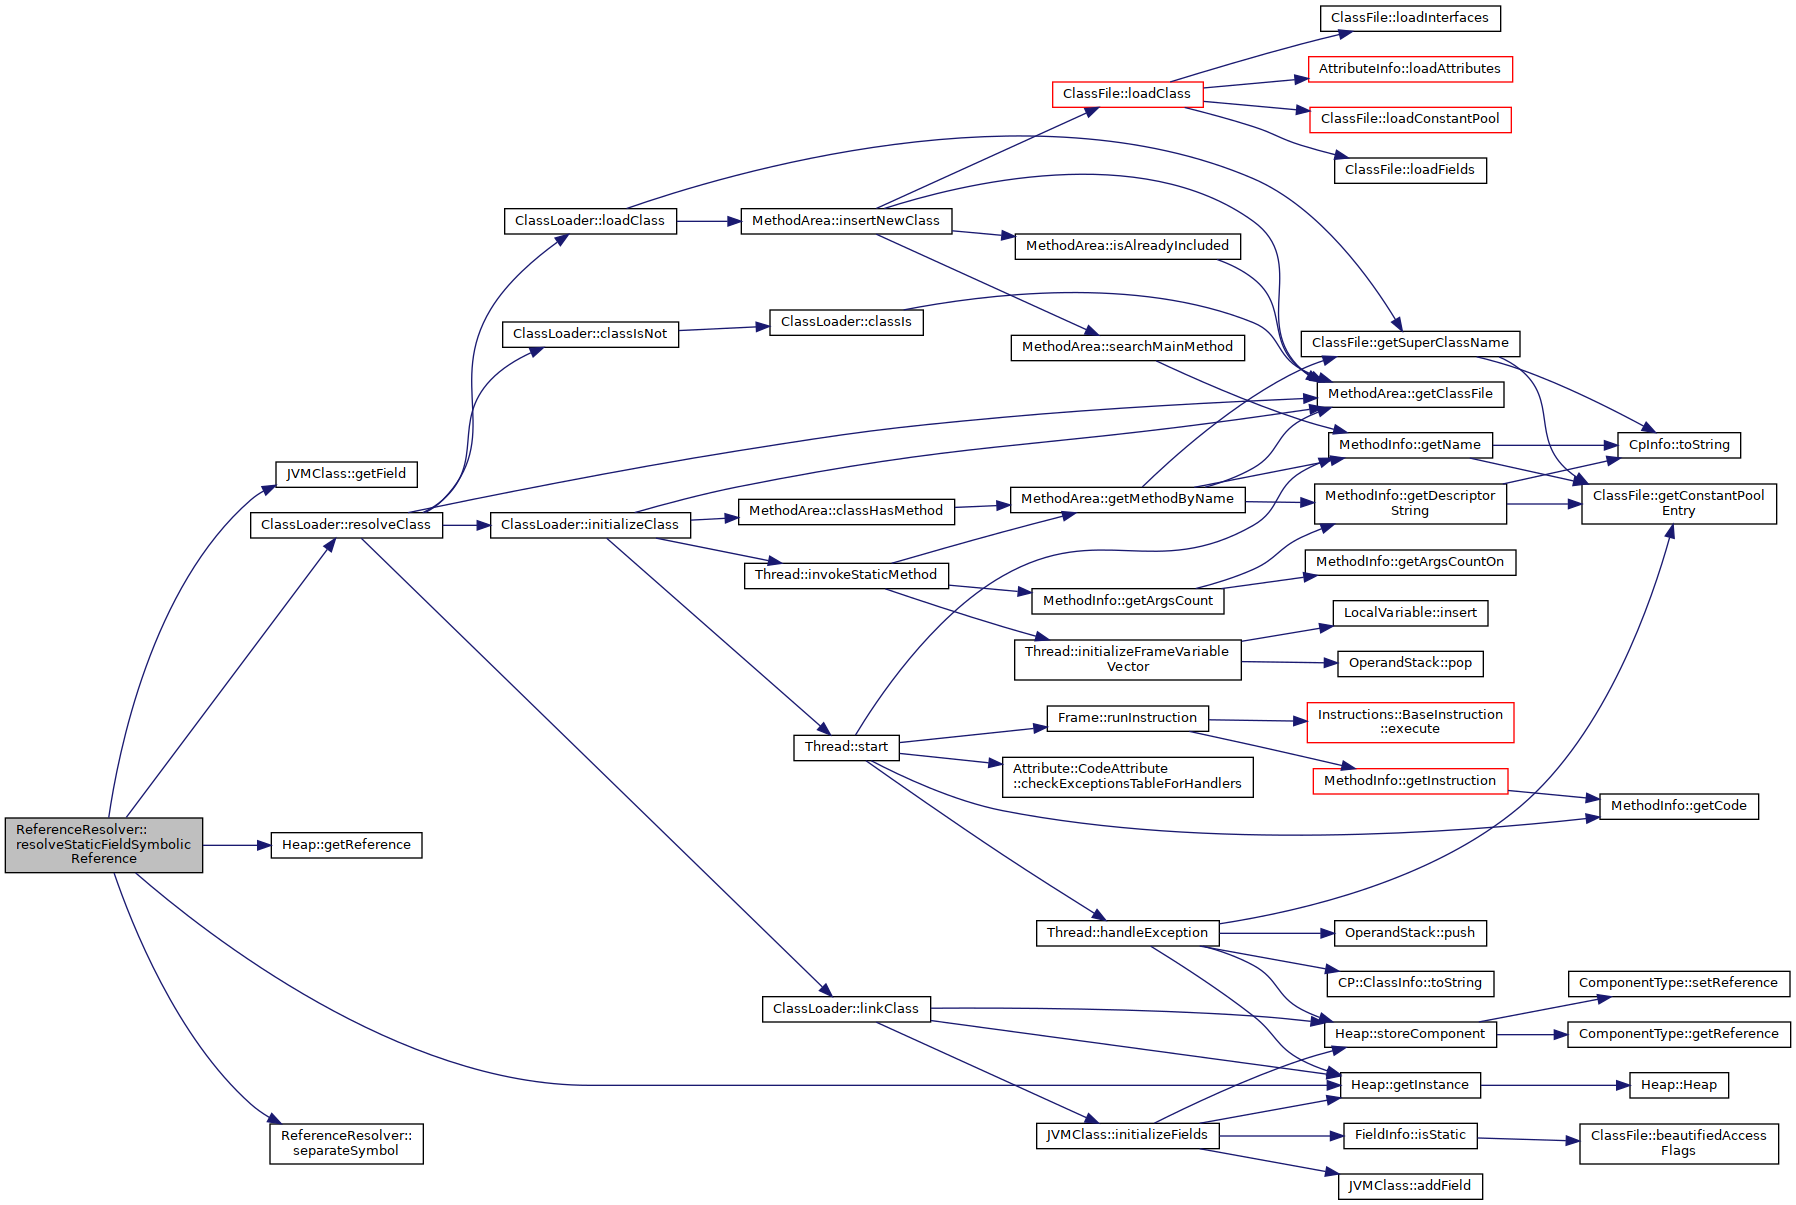 ClassFile::loadInterfaces
AttributeInfo::loadAttributes
ClassFile::loadClass
ClassFile::loadConstantPool
ClassFile::loadFields
ClassLoader::loadClass
MethodArea::insertNewClass
MethodArea::isAlreadyIncluded
ClassLoader::classIsNot
ClassLoader::classIs
MethodArea::searchMainMethod
ClassFile::getSuperClassName
MethodArea::getClassFile
MethodInfo::getName
CpInfo::toString
JVMClass::getField
ClassLoader::resolveClass
ClassLoader::initializeClass
MethodArea::classHasMethod
MethodArea::getMethodByName
MethodInfo::getDescriptor
String
ClassFile::getConstantPool
Entry
Thread::invokeStaticMethod
MethodInfo::getArgsCount
MethodInfo::getArgsCountOn
LocalVariable::insert
Thread::initializeFrameVariable
Vector
OperandStack::pop
Thread::start
Frame::runInstruction
Instructions::BaseInstruction
::execute
Attribute::CodeAttribute
::checkExceptionsTableForHandlers
MethodInfo::getInstruction
MethodInfo::getCode
ReferenceResolver::
resolveStaticFieldSymbolic
Reference
Heap::getReference
Thread::handleException
OperandStack::push
CP::ClassInfo::toString
ComponentType::setReference
ClassLoader::linkClass
Heap::storeComponent
ComponentType::getReference
Heap::getInstance
Heap::Heap
ReferenceResolver::
separateSymbol
JVMClass::initializeFields
FieldInfo::isStatic
ClassFile::beautifiedAccess
Flags
JVMClass::addField